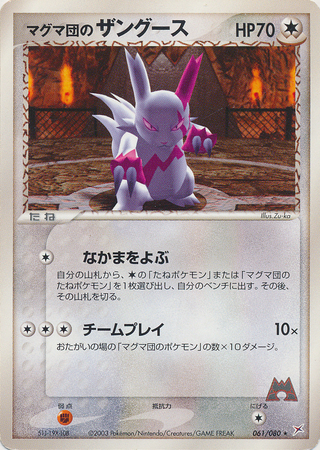 マグマ団の ザングース HP70
たね
Illus. Zu-ka
なかまをよぶ
自分の山札から、の「たねポケモン」または「マグマ団の
たねポケモン」を1枚選び出し、自分のベンチに出す。その後、
その山札を切る。
チームプレイ 10×
おたがいの場の「マグマ団のポケモン」の数×10ダメージ。
弱点 抵抗力 にげる
©2003 Pokémon/Nintendo/Creatures/GAME FREAK
061/080 ★